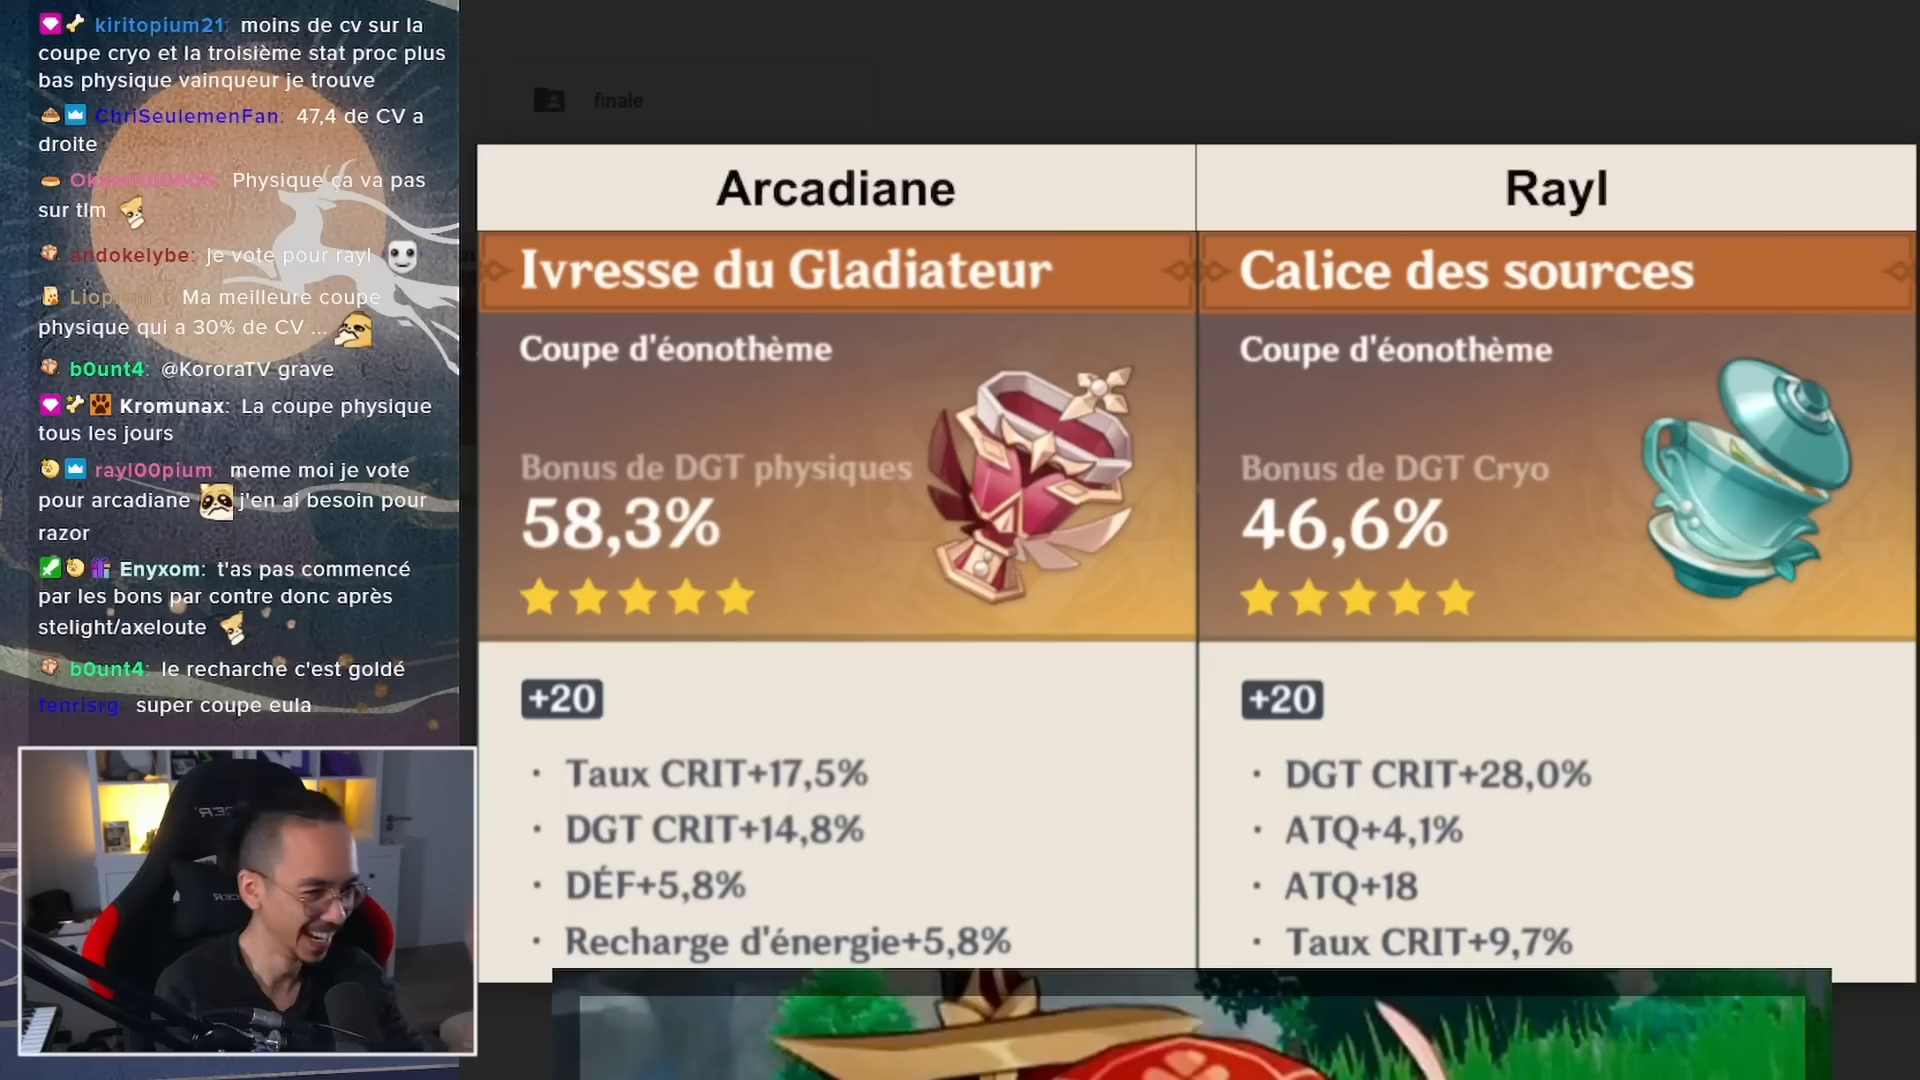 kiritopium21: moins de cv sur la
coupe cryo et la troisième stat proc plus
bas physique vainqueur je trouve
ChriSeulemenFan: 47,4 de CV a
droite
Physique ça va pas
sur tlm
andokelybe: je vote pour rayl
Ma meilleure coupe
physique qui a 30% de CV ...
b0unt4: @KororaTV grave
Kromunax: La coupe physique
tous les jours
rayl00pium: meme moi je vote
pour arcadiane j'en ai besoin pour
razor
Enyxom: t'as pas commencé
par les bons par contre donc après
stelight/axeloute
b0unt4: le recharche c'est goldé
fenrisrg: super coupe eula
finale
Arcadiane
Ivresse du Gladiateur
Coupe d'éonothème
Bonus de DGT physiques
58,3%
+20
· Taux CRIT+17,5%
· DGT CRIT+14,8%
· DÉF+5,8%
· Recharge d'énergie+5,8%
Rayl
Calice des sources
Coupe d'éonothème
Bonus de DGT Cryo
46,6%
+20
· DGT CRIT+28,0%
· ATQ+4,1%
· ATQ+18
· Taux CRIT+9,7%